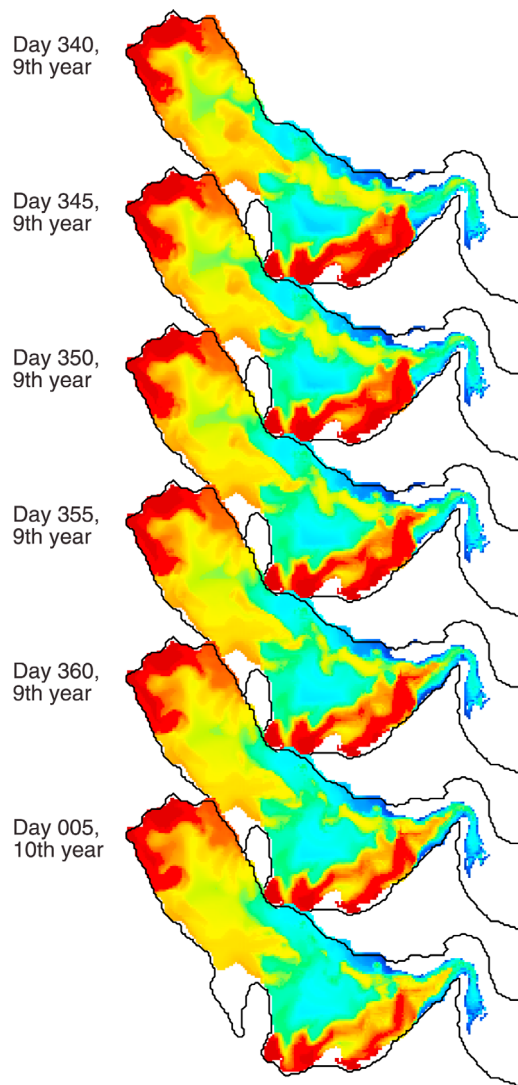 Day 340,
9th year
Day 345,
9th year
Day 350,
9th year
Day 355,
9th year
Day 360,
9th year
Day 005,
10th year